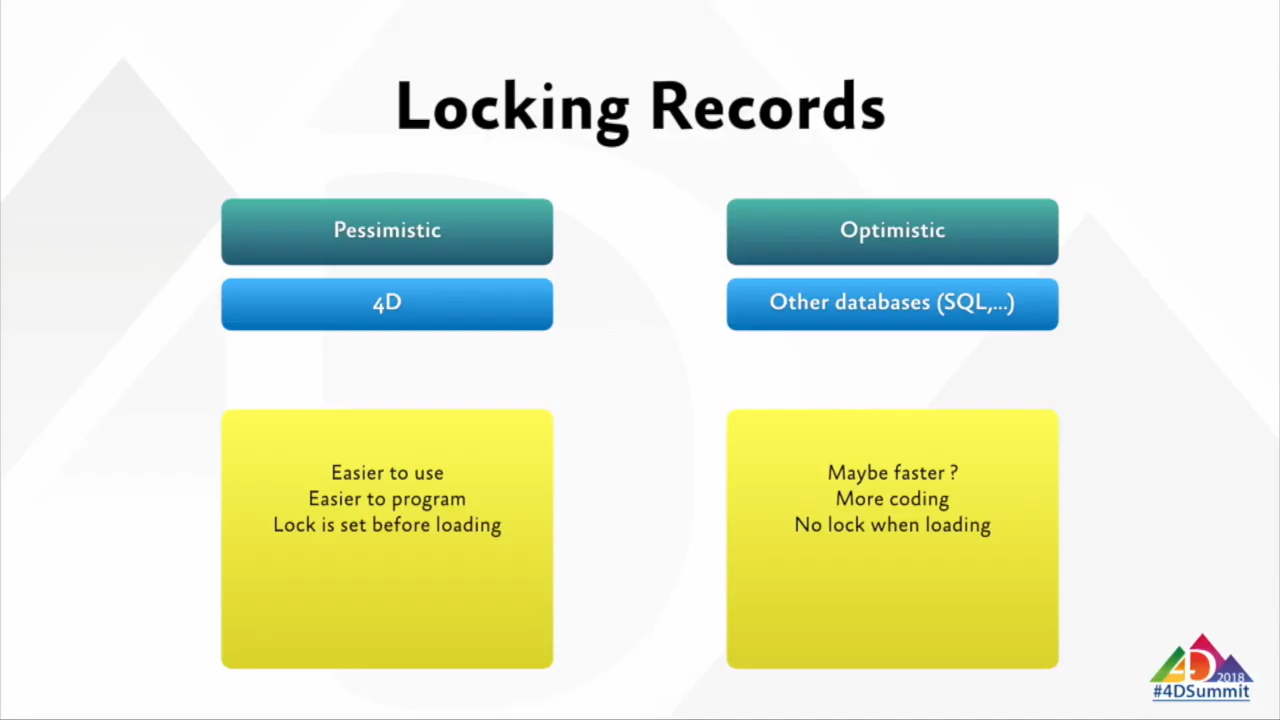 Locking Records
Pessimistic
4D
Easier to use
Easier to program
Lock is set before loading
Optimistic
Other databases (SQL,...)
Maybe faster ?
More coding
No lock when loading
4D
2018
#4DSummit